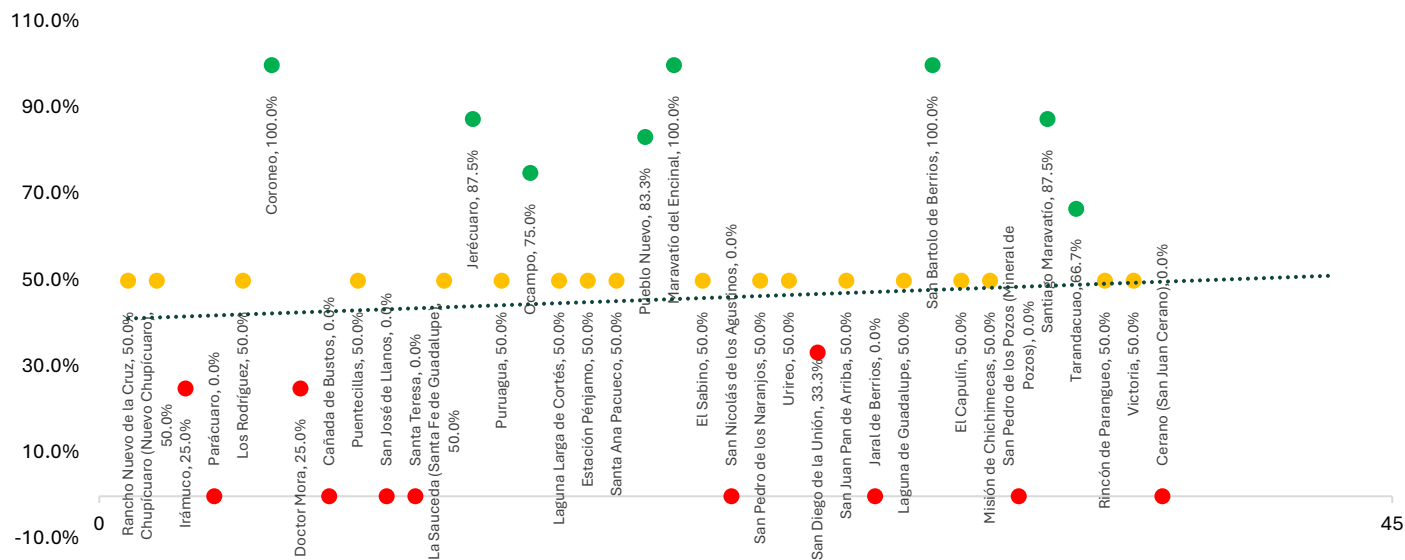 110.0%
90.0%
70.0%
50.0%
30.0%
10.0%
-10.0%
0
45
Rancho Nuevo de la Cruz, 50.0%
Chupícuaro (Nuevo Chupícuaro),
50.0%
Irámuco, 25.0%
Parácuaro, 0.0%
Los Rodríguez, 50.0%
Coroneo, 100.0%
Doctor Mora, 25.0%
Cañada de Bustos, 0.0%
Puentecillas, 50.0%
San José de Llanos, 0.0%
Santa Teresa, 0.0%
La Sauceda (Santa Fe de Guadalupe),
50.0%
Jerécuaro, 87.5%
Puruagua, 50.0%
Ocampo, 75.0%
Laguna Larga de Cortés, 50.0%
Estación Pénjamo, 50.0%
Santa Ana Pacueco, 50.0%
Pueblo Nuevo, 83.3%
Maravatío del Encinal, 100.0%
El Sabino, 50.0%
San Nicolás de los Agustinos, 0.0%
San Pedro de los Naranjos, 50.0%
Urireo, 50.0%
San Diego de la Unión, 33.3%
San Juan Pan de Arriba, 50.0%
Jaral de Berrios, 0.0%
Laguna de Guadalupe, 50.0%
San Bartolo de Berrios, 100.0%
El Capulín, 50.0%
Misión de Chichimecas, 50.0%
San Pedro de los Pozos (Mineral de
Pozos), 0.0%
Santiago Maravatío, 87.5%
Tarandacuao, 66.7%
Rincón de Parangueo, 50.0%
Victoria, 50.0%
Cerano (San Juan Cerano), 0.0%